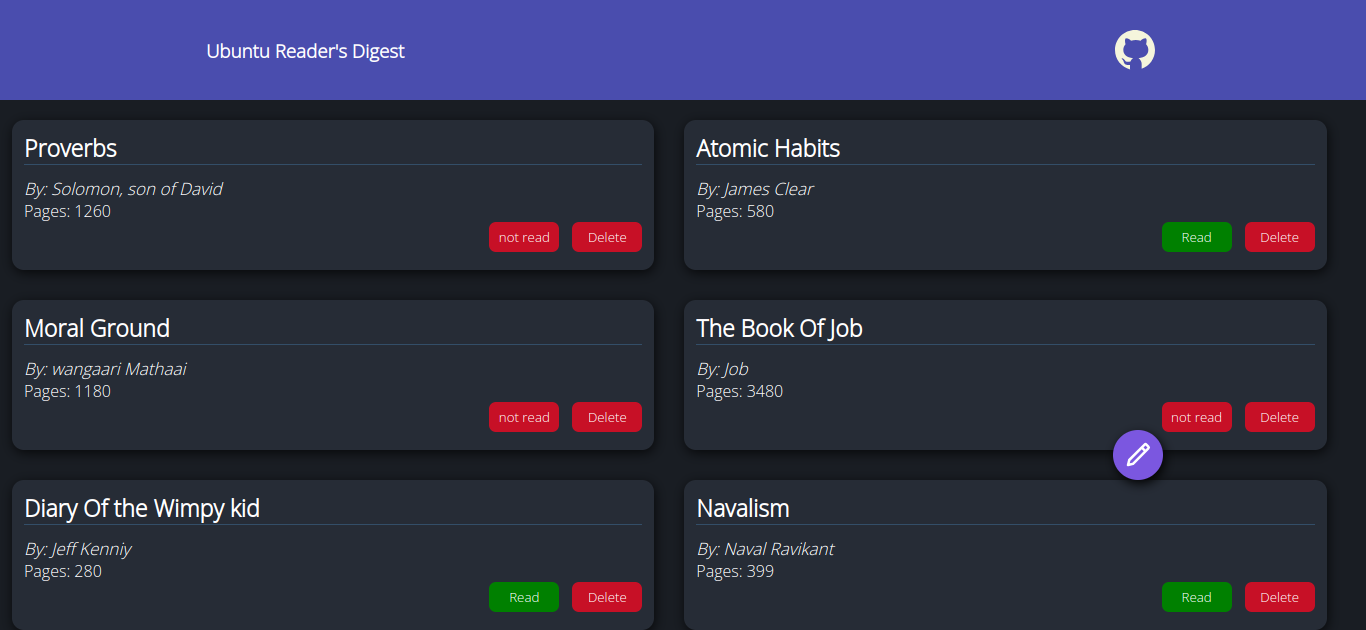 Ubuntu Reader's Digest
Proverbs
By: Solomon, son of David
Pages: 1260
not read
Delete
Atomic Habits
By: James Clear
Pages: 580
Read
Delete
Moral Ground
By: wangaari Mathaai
Pages: 1180
not read
Delete
The Book Of Job
By: Job
Pages: 3480
not read
Delete
Diary Of the Wimpy kid
By: Jeff Kenniy
Pages: 280
Read
Delete
Navalism
By: Naval Ravikant
Pages: 399
Read
Delete